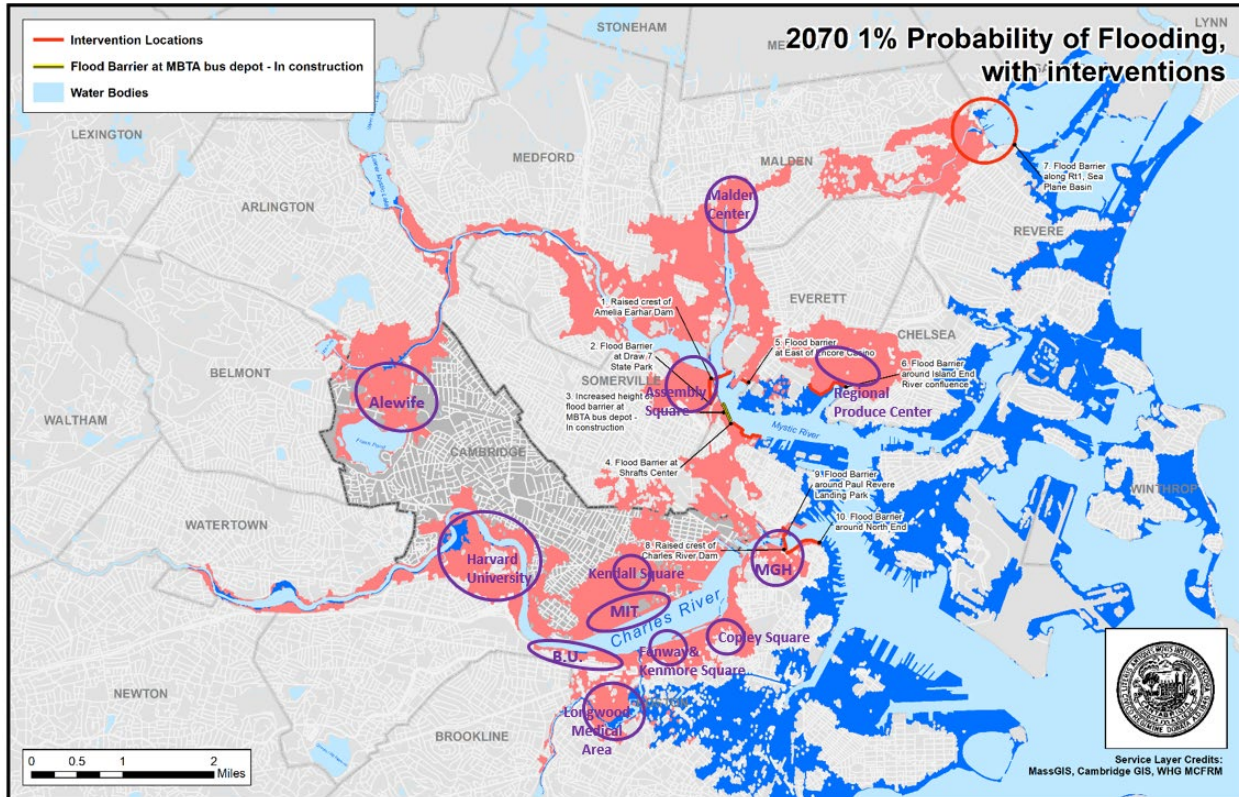 2070 1% Probability of Flooding,
with interventions
Intervention Locations
Flood Barrier at MBTA bus depot - In construction
Water Bodies
STONEHAM
LYNN
LEXINGTON
MEDFORD
MALDEN
ARLINGTON
Malden
Center
7. Flood Barrier
along Rt1, Sea
Plane Basin
REVERE
EVERETT
CHELSEA
1. Raised crest of
Amelia Earhar Dam
2. Flood Barrier
at Draw 7
State Park
5. Flood barrier
at East of Encore Casino
6. Flood Barrier
around Island End
River confluence
SOMERVILLE
Assembly
Square
3. Increased height of
flood barrier at
MBTA bus depot -
In construction
Regional
Produce Center
BELMONT
Alewife
Fresh Pond
WALTHAM
CAMBRIDGE
Mystic River
4. Flood Barrier at
Shrafts Center
9. Flood Barrier
around Paul Revere
Landing Park
10. Flood Barrier
around North End
WINTHROP
WATERTOWN
8. Raised crest of
Charles River Dam
MGH
Harvard
University
Kendall Square
MIT
Charles River
Copley Square
B.U.
Fenway&
Kenmore Square
Longwood
Medical
Area
NEWTON
BROOKLINE
0 0.5 1 2
Miles
Service Layer Credits:
MassGIS, Cambridge GIS, WHG MCFRM